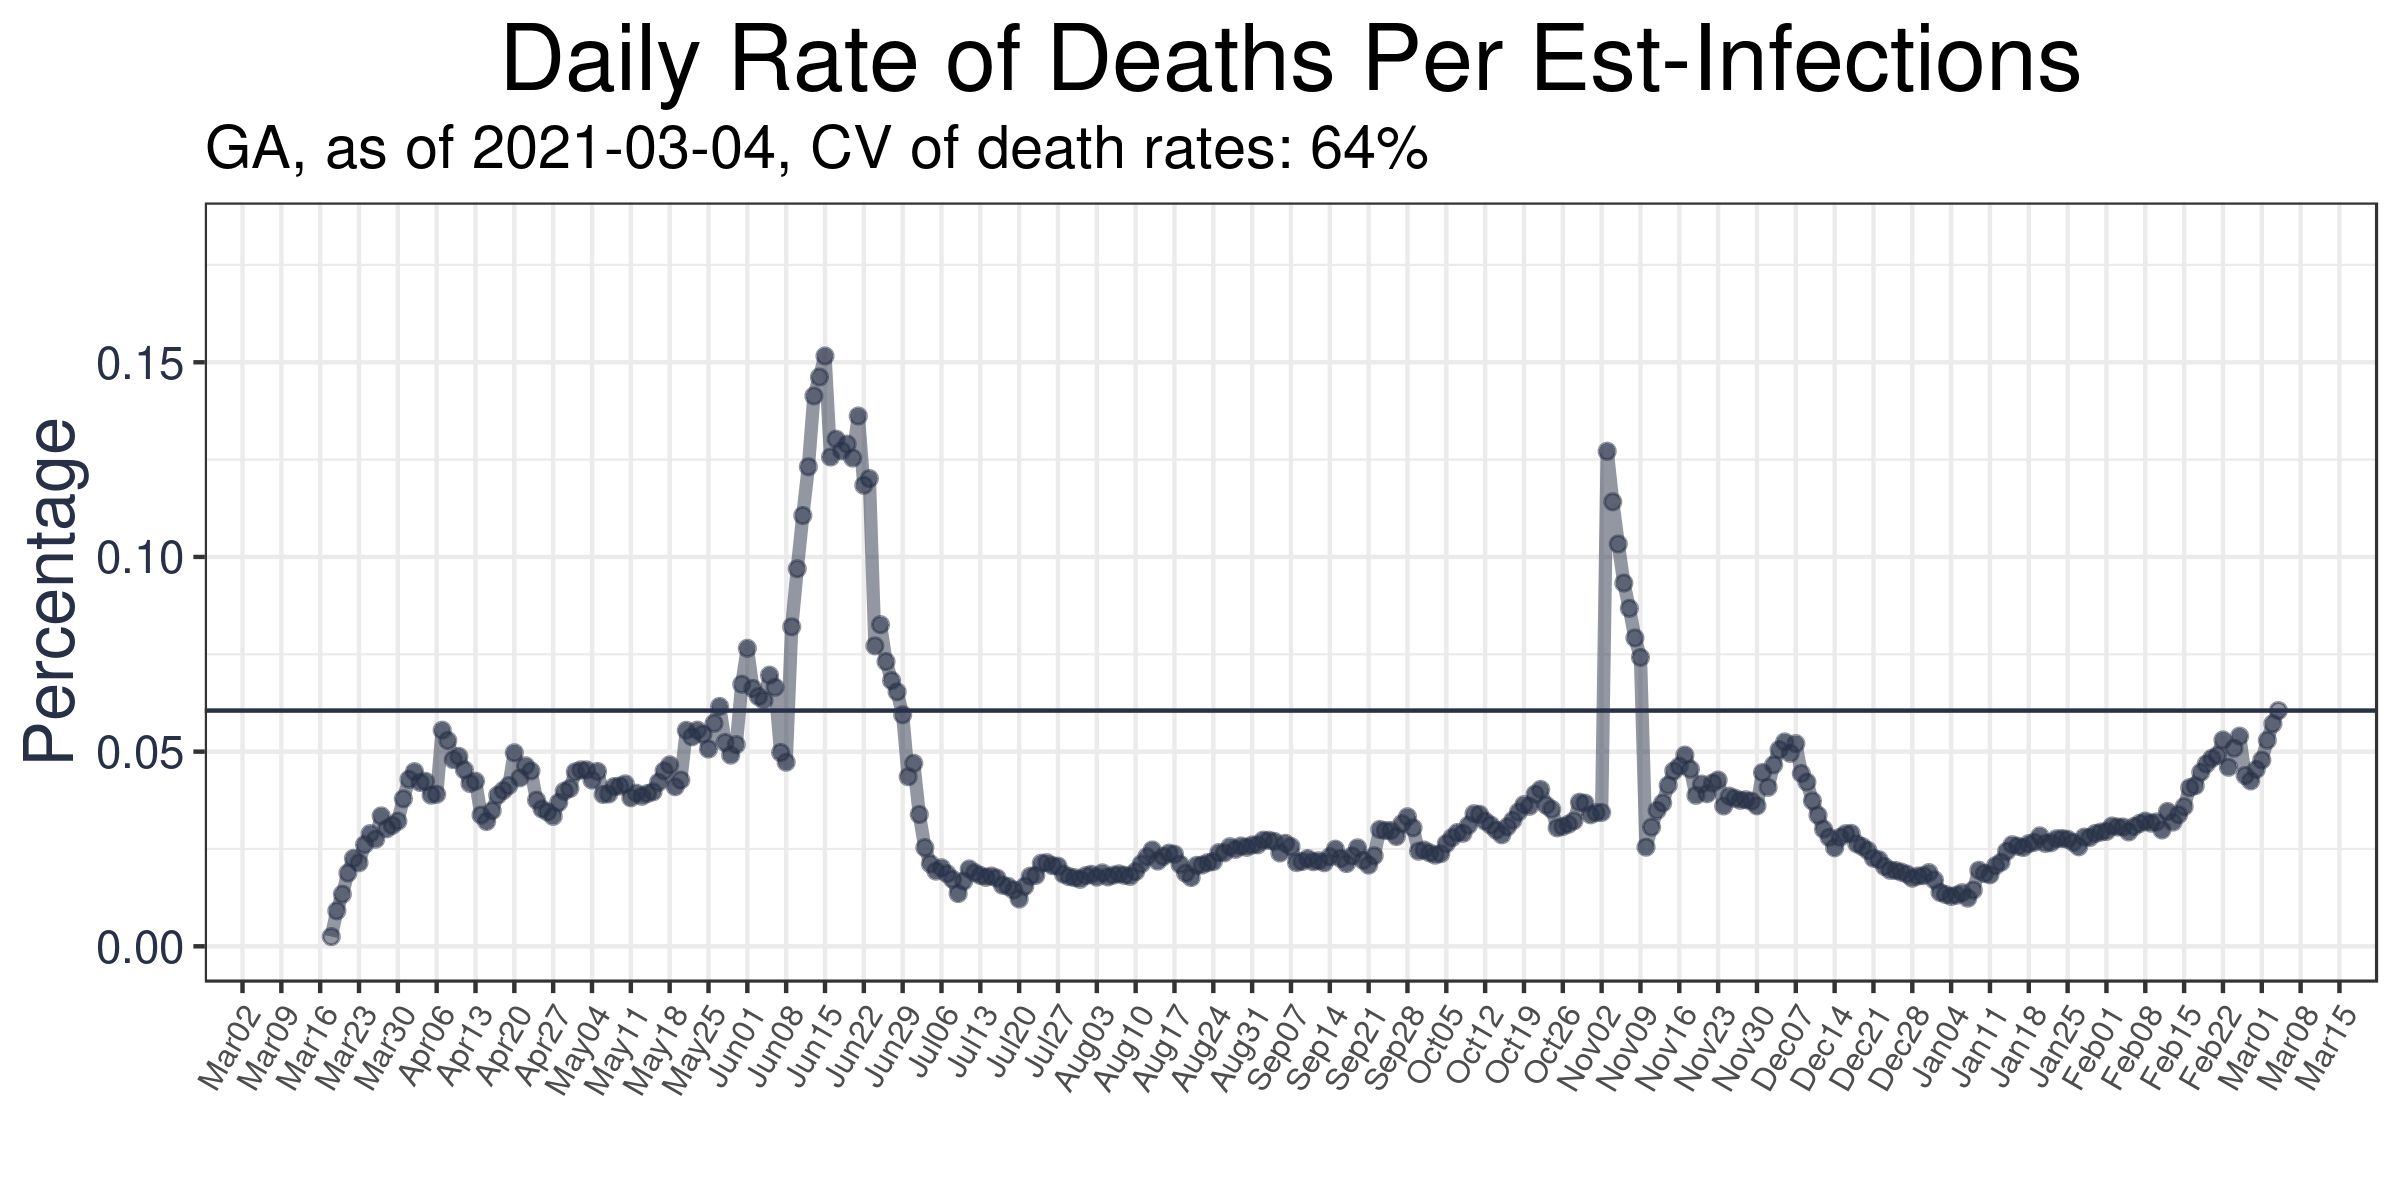 Daily Rate of Deaths Per Est-Infections
GA, as of 2021-03-04, CV of death rates: 64%
Percentage
0.15
0.10
0.05
0.00
Mar02
Mar09
Mar16
Mar23
Mar30
Apr06
Apr13
Apr20
Apr27
May04
May11
May18
May25
Jun01
Jun08
Jun15
Jun22
Jun29
Jul06
Jul13
Jul20
Jul27
Aug03
Aug10
Aug17
Aug24
Aug31
Sep07
Sep14
Sep21
Sep28
Oct05
Oct12
Oct19
Oct26
Nov02
Nov09
Nov16
Nov23
Nov30
Dec07
Dec14
Dec21
Dec28
Jan04
Jan11
Jan18
Jan25
Feb01
Feb08
Feb15
Feb22
Mar01
Mar08
Mar15